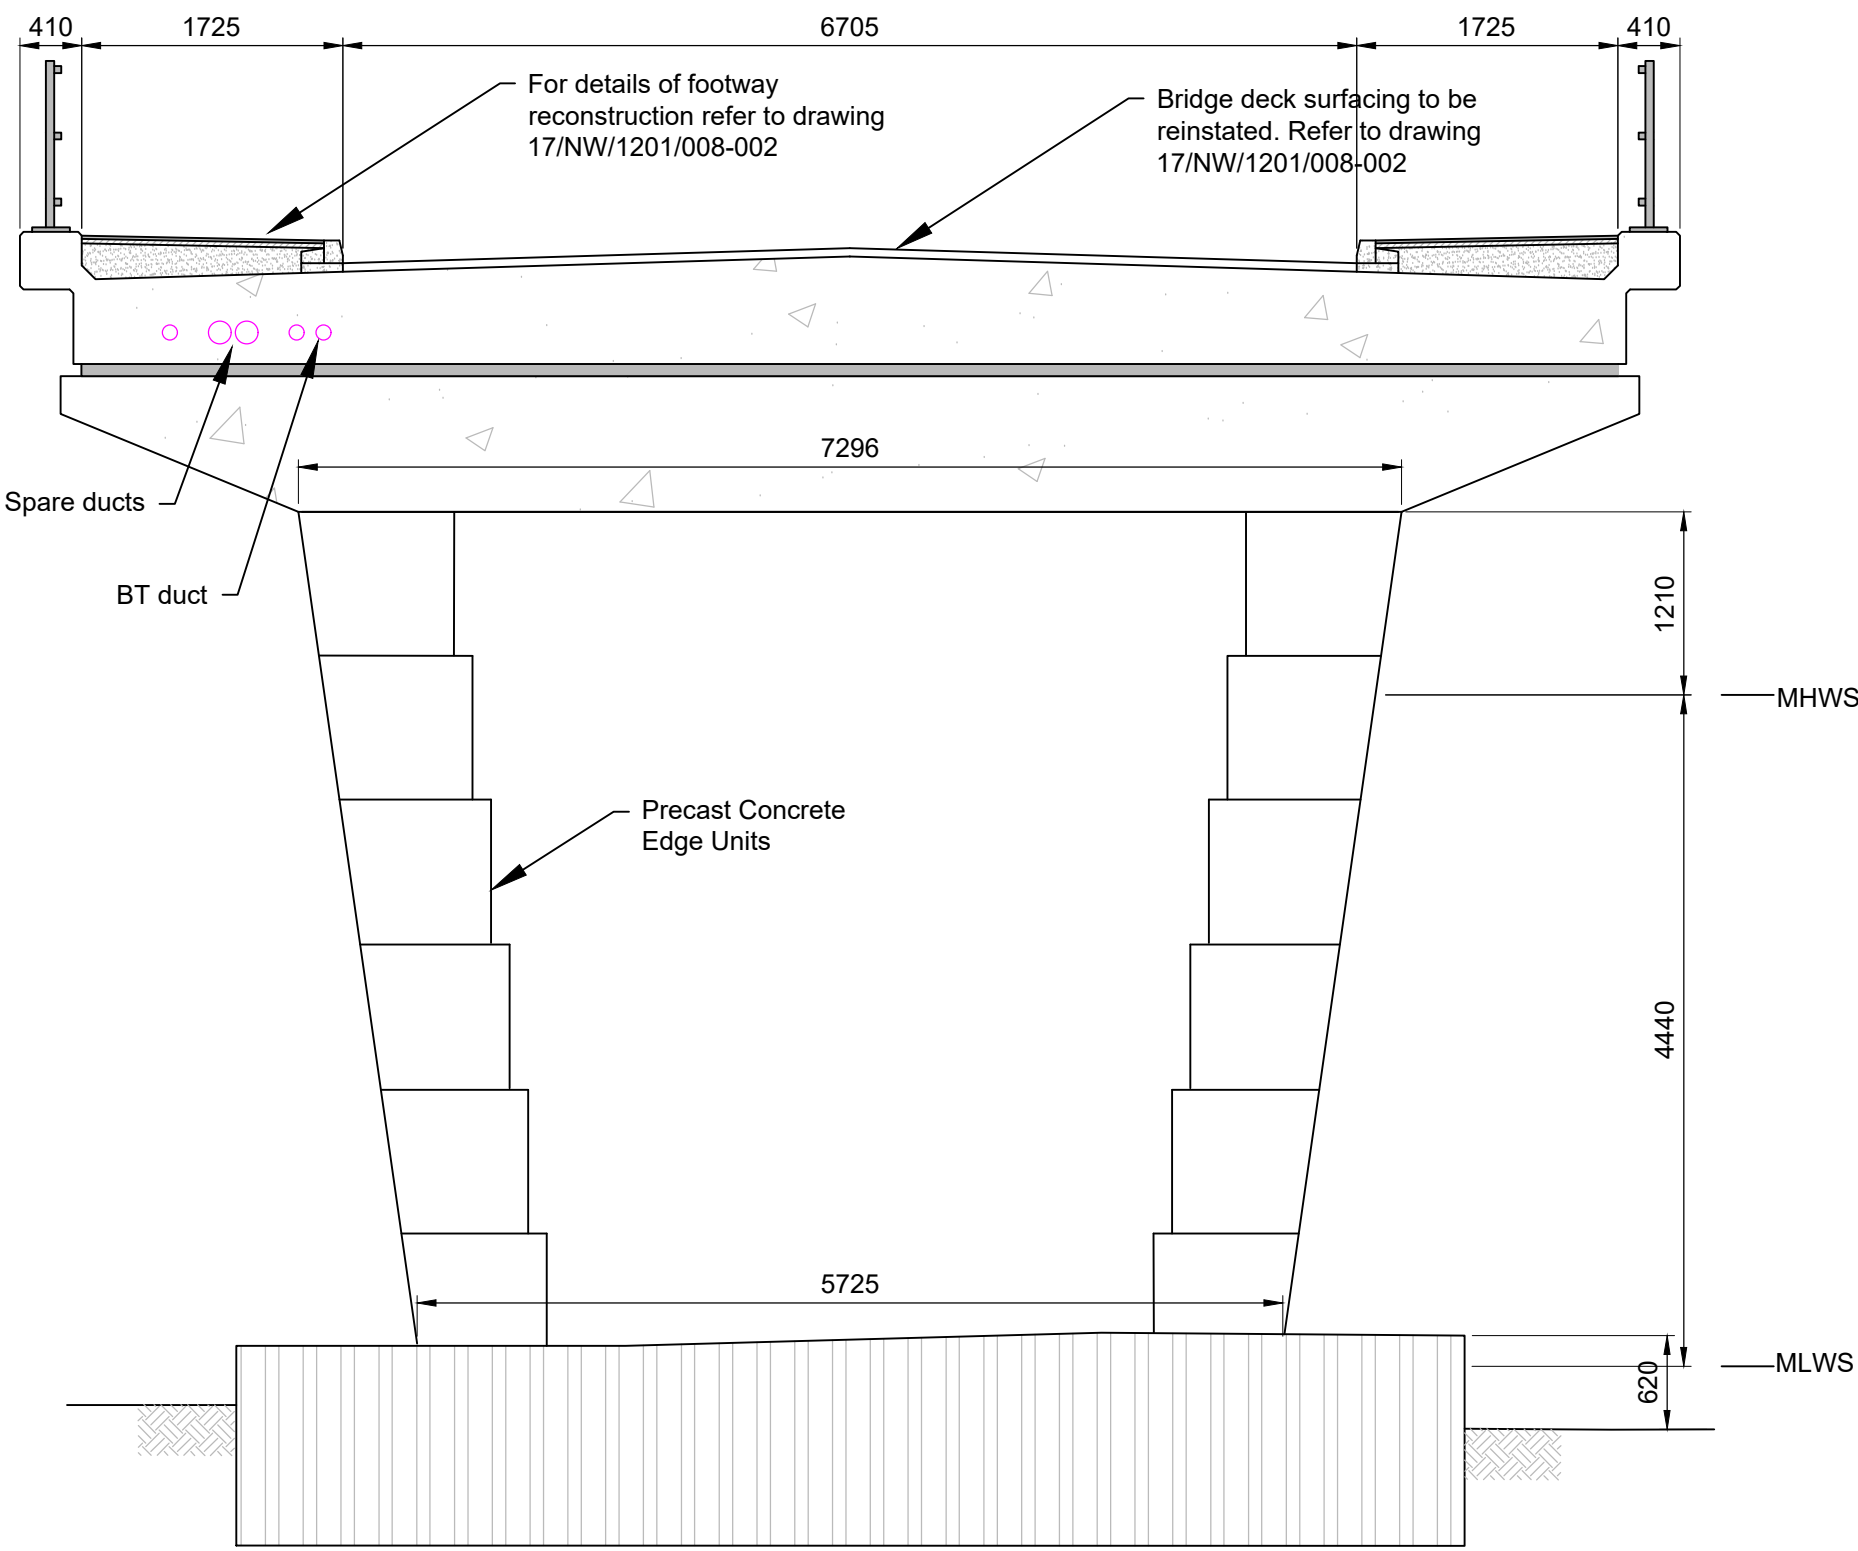 410
1725
6705
1725
410
For details of footway
reconstruction refer to drawing
17/NW/1201/008-002
Bridge deck surfacing to be
reinstated. Refer to drawing
17/NW/1201/008-002
7296
Spare ducts
BT duct
1210
MHWS
Precast Concrete
Edge Units
4440
5725
MLWS
620